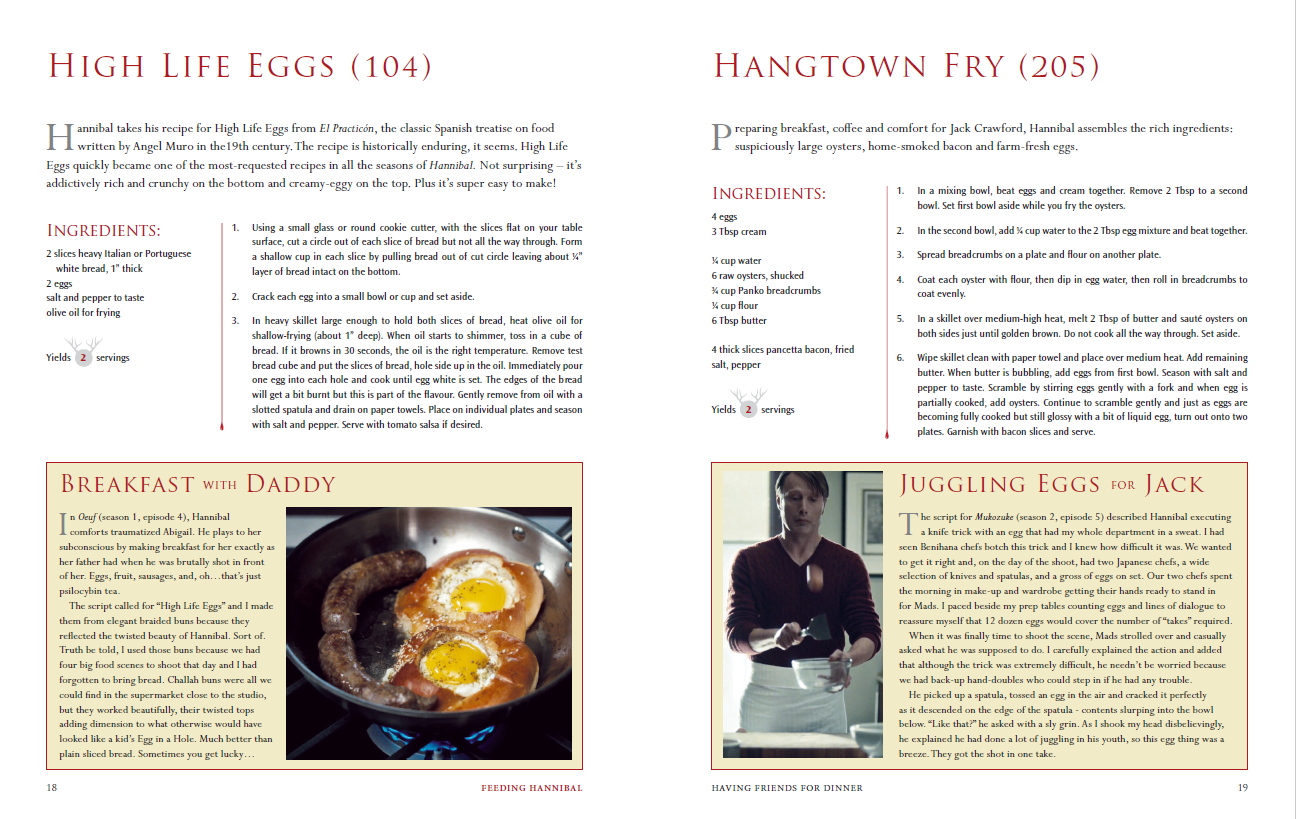 HIGH LIFE EGGS (104)
Hannibal takes his recipe for High Life Eggs from El Practicón, the classic Spanish treatise on food
written by Angel Muro in the19th century. The recipe is historically enduring, it seems. High Life
Eggs quickly became one of the most-requested recipes in all the seasons of Hannibal. Not surprising – it's
addictively rich and crunchy on the bottom and creamy-eggy on the top. Plus it's super easy to make!
INGREDIENTS:
2 slices heavy Italian or Portuguese
white bread, 1" thick
2 eggs
salt and pepper to taste
olive oil for frying
Yields 2 servings
1. Using a small glass or round cookie cutter, with the slices flat on your table
surface, cut a circle out of each slice of bread but not all the way through. Form
a shallow cup in each slice by pulling bread out of cut circle leaving about ¼"
layer of bread intact on the bottom.
2. Crack each egg into a small bowl or cup and set aside.
3. In heavy skillet large enough to hold both slices of bread, heat olive oil for
shallow-frying (about 1" deep). When oil starts to shimmer, toss in a cube of
bread. If it browns in 30 seconds, the oil is the right temperature. Remove test
bread cube and put the slices of bread, hole side up in the oil. Immediately pour
one egg into each hole and cook until egg white is set. The edges of the bread
will get a bit burnt but this is part of the flavour. Gently remove from oil with a
slotted spatula and drain on paper towels. Place on individual plates and season
with salt and pepper. Serve with tomato salsa if desired.
BREAKFAST WITH DADDY
In Oeuf (season 1, episode 4), Hannibal
comforts traumatized Abigail. He plays to her
subconscious by making breakfast for her exactly as
her father had when he was brutally shot in front
of her. Eggs, fruit, sausages, and, oh…that's just
psilocybin tea.
The script called for "High Life Eggs" and I made
them from elegant braided buns because they
reflected the twisted beauty of Hannibal. Sort of.
Truth be told, I used those buns because we had
four big food scenes to shoot that day and I had
forgotten to bring bread. Challah buns were all we
could find in the supermarket close to the studio,
but they worked beautifully, their twisted tops
adding dimension to what otherwise would have
looked like a kid's Egg in a Hole. Much better than
plain sliced bread. Sometimes you get lucky…
18
FEEDING HANNIBAL
HANGTOWN FRY (205)
Preparing breakfast, coffee and comfort for Jack Crawford, Hannibal assembles the rich ingredients:
suspiciously large oysters, home-smoked bacon and farm-fresh eggs.
INGREDIENTS:
4 eggs
3 Tbsp cream
¼ cup water
6 raw oysters, shucked
¾ cup Panko breadcrumbs
¼ cup flour
6 Tbsp butter
4 thick slices pancetta bacon, fried
salt, pepper
Yields 2 servings
1. In a mixing bowl, beat eggs and cream together. Remove 2 Tbsp to a second
bowl. Set first bowl aside while you fry the oysters.
2. In the second bowl, add ¼ cup water to the 2 Tbsp egg mixture and beat together.
3. Spread breadcrumbs on a plate and flour on another plate.
4. Coat each oyster with flour, then dip in egg water, then roll in breadcrumbs to
coat evenly.
5. In a skillet over medium-high heat, melt 2 Tbsp of butter and sauté oysters on
both sides just until golden brown. Do not cook all the way through. Set aside.
6. Wipe skillet clean with paper towel and place over medium heat. Add remaining
butter. When butter is bubbling, add eggs from first bowl. Season with salt and
pepper to taste. Scramble by stirring eggs gently with a fork and when egg is
partially cooked, add oysters. Continue to scramble gently and just as eggs are
becoming fully cooked but still glossy with a bit of liquid egg, turn out onto two
plates. Garnish with bacon slices and serve.
JUGGLING EGGS FOR JACK
The script for Mukozuke (season 2, episode 5) described Hannibal executing
a knife trick with an egg that had my whole department in a sweat. I had
seen Benihana chefs botch this trick and I knew how difficult it was. We wanted
to get it right and, on the day of the shoot, had two Japanese chefs, a wide
selection of knives and spatulas, and a gross of eggs on set. Our two chefs spent
the morning in make-up and wardrobe getting their hands ready to stand in
for Mads. I paced beside my prep tables counting eggs and lines of dialogue to
reassure myself that 12 dozen eggs would cover the number of "takes" required.
When it was finally time to shoot the scene, Mads strolled over and casually
asked what he was supposed to do. I carefully explained the action and added
that although the trick was extremely difficult, he needn't be worried because
we had back-up hand-doubles who could step in if he had any trouble.
He picked up a spatula, tossed an egg in the air and cracked it perfectly
as it descended on the edge of the spatula - contents slurping into the bowl
below. "Like that?" he asked with a sly grin. As I shook my head disbelievingly,
he explained he had done a lot of juggling in his youth, so this egg thing was a
breeze. They got the shot in one take.
HAVING FRIENDS FOR DINNER
19